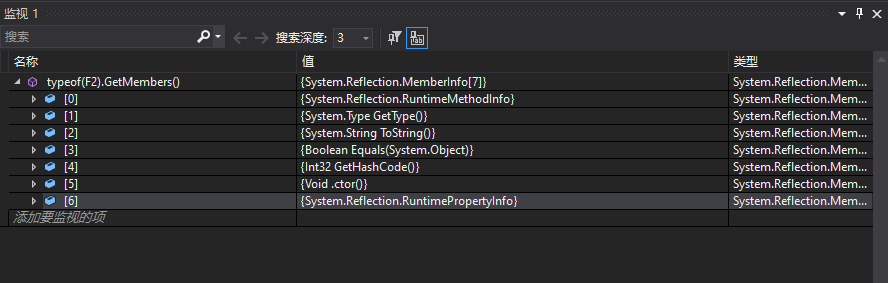 监视 1
搜索 搜索深度: 3
名称 值 类型
typeof(F2).GetMembers() {System.Reflection.MemberInfo[7]} System.Reflection.Mem...
[0] {System.Reflection.RuntimeMethodInfo} System.Reflection.Mem...
[1] {System.Type GetType()} System.Reflection.Mem...
[2] {System.String ToString()} System.Reflection.Mem...
[3] {Boolean Equals(System.Object)} System.Reflection.Mem...
[4] {Int32 GetHashCode()} System.Reflection.Mem...
[5] {Void .ctor()} System.Reflection.Mem...
[6] {System.Reflection.RuntimePropertyInfo} System.Reflection.Mem...
添加要监视的项